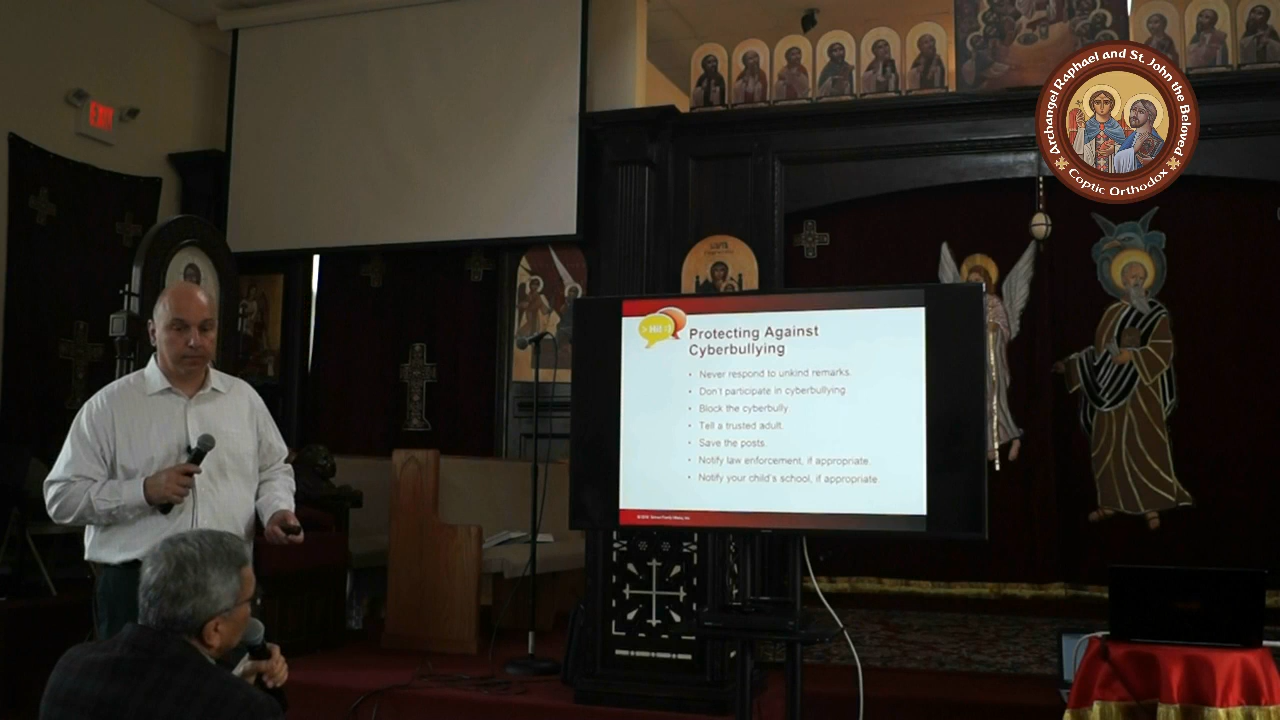 Archangel Raphael and St. John the Beloved
Coptic Orthodox
EXIT
> Hi! :)
Protecting Against
Cyberbullying
• Never respond to unkind remarks.
• Don't participate in cyberbullying
• Block the cyberbully
• Tell a trusted adult.
• Save the posts.
• Notify law enforcement, if appropriate.
• Notify your child's school, if appropriate.